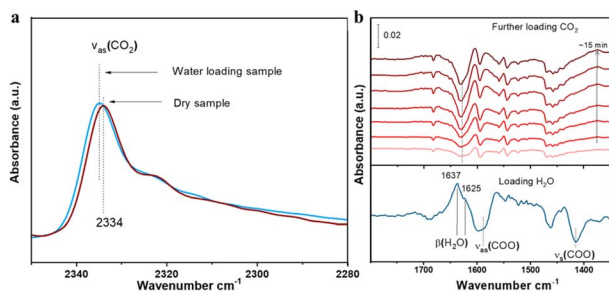 a
νas(CO2)
Water loading sample
Dry sample
2334
Absorbance (a.u.)
2340
2320
2300
2280
Wavenumber cm-1
b
0.02
Further loading CO2
~15 min
Absorbance (a.u.)
Loading H2O
1637
1625
β(H2O)
νas(COO)
νs(COO)
1700
1600
1500
1400
Wavenumber cm-1